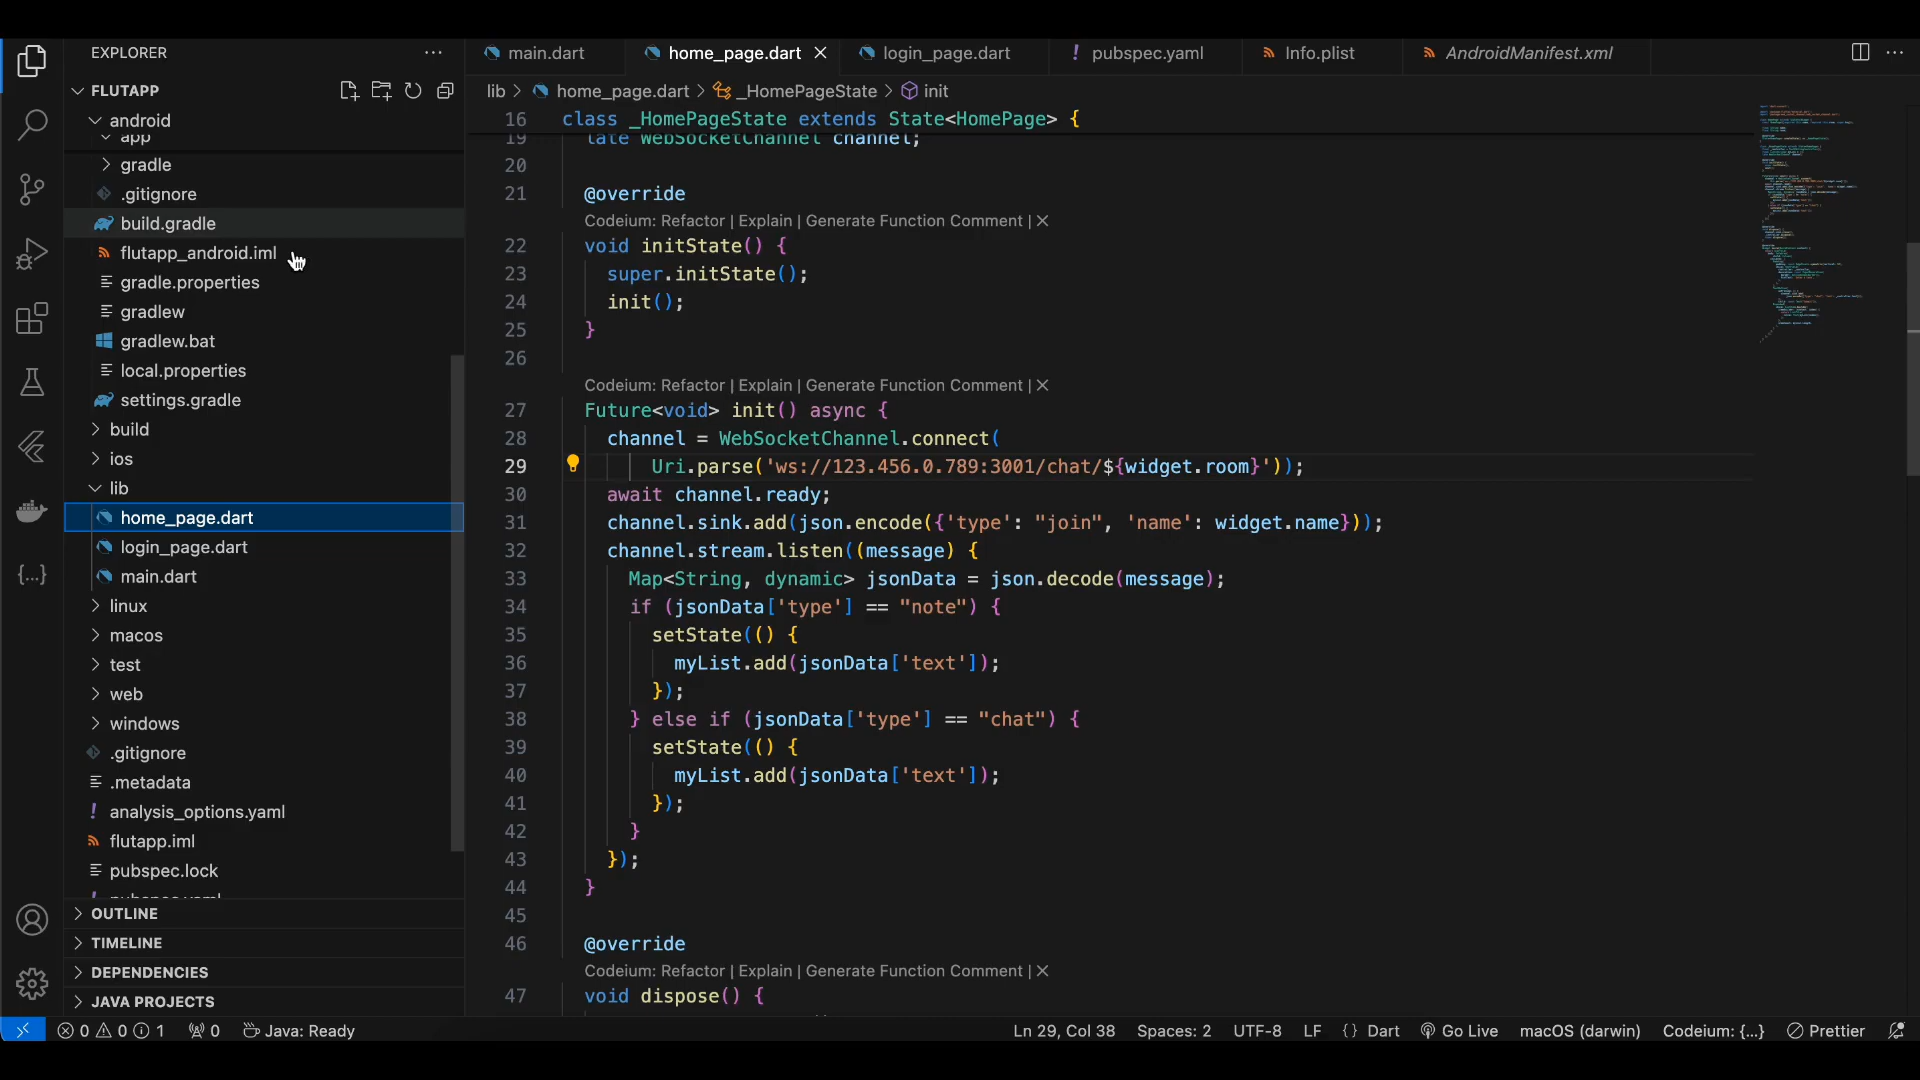 EXPLORER
FLUTAPP
android
app
gradle
.gitignore
build.gradle
flutapp_android.iml
gradle.properties
gradlew
gradlew.bat
local.properties
settings.gradle
build
ios
lib
home_page.dart
login_page.dart
main.dart
linux
macos
test
web
windows
.gitignore
.metadata
analysis_options.yaml
flutapp.iml
pubspec.lock
OUTLINE
TIMELINE
DEPENDENCIES
JAVA PROJECTS
main.dart
home_page.dart
login_page.dart
! pubspec.yaml
Info.plist
AndroidManifest.xml
lib > home_page.dart > _HomePageState > init
16 class _HomePageState extends State<HomePage> {
19 late WebSocketChannel channel;
20
21 @override
Codeium: Refactor | Explain | Generate Function Comment | ×
22 void initState() {
23 super.initState();
24 init();
25 }
26
Codeium: Refactor | Explain | Generate Function Comment | ×
27 Future<void> init() async {
28 channel = WebSocketChannel.connect(
29 Uri.parse('ws://123.456.0.789:3001/chat/${widget.room}'));
30 await channel.ready;
31 channel.sink.add(json.encode({'type': "join", 'name': widget.name}));
32 channel.stream.listen((message) {
33 Map<String, dynamic> jsonData = json.decode(message);
34 if (jsonData['type'] == "note") {
35 setState(() {
36 myList.add(jsonData['text']);
37 });
38 } else if (jsonData['type'] == "chat") {
39 setState(() {
40 myList.add(jsonData['text']);
41 });
42 }
43 });
44 }
45
46 @override
Codeium: Refactor | Explain | Generate Function Comment | ×
47 void dispose() {
0 0 1 0 Java: Ready
Ln 29, Col 38 Spaces: 2 UTF-8 LF {} Dart Go Live macOS (darwin) Codeium: {...} Prettier